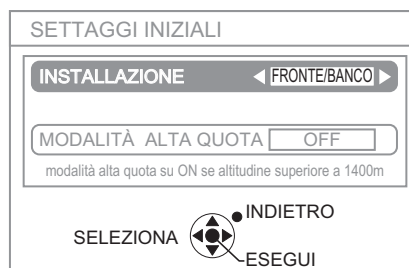 SETTAGGI INIZIALI
INSTALLAZIONE FRONTE/BANCO
MODALITÀ ALTA QUOTA OFF
modalità alta quota su ON se altitudine superiore a 1400m
INDIETRO
SELEZIONA
ESEGUI